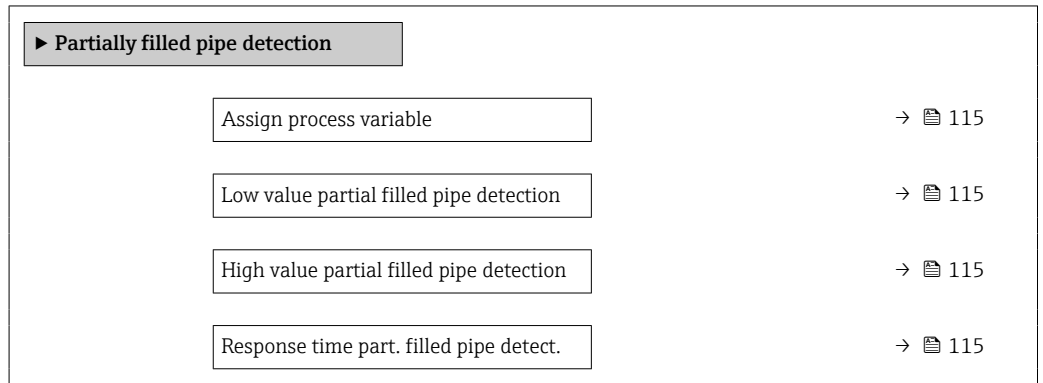 ▶ Partially filled pipe detection
Assign process variable → 115
Low value partial filled pipe detection → 115
High value partial filled pipe detection → 115
Response time part. filled pipe detect. → 115